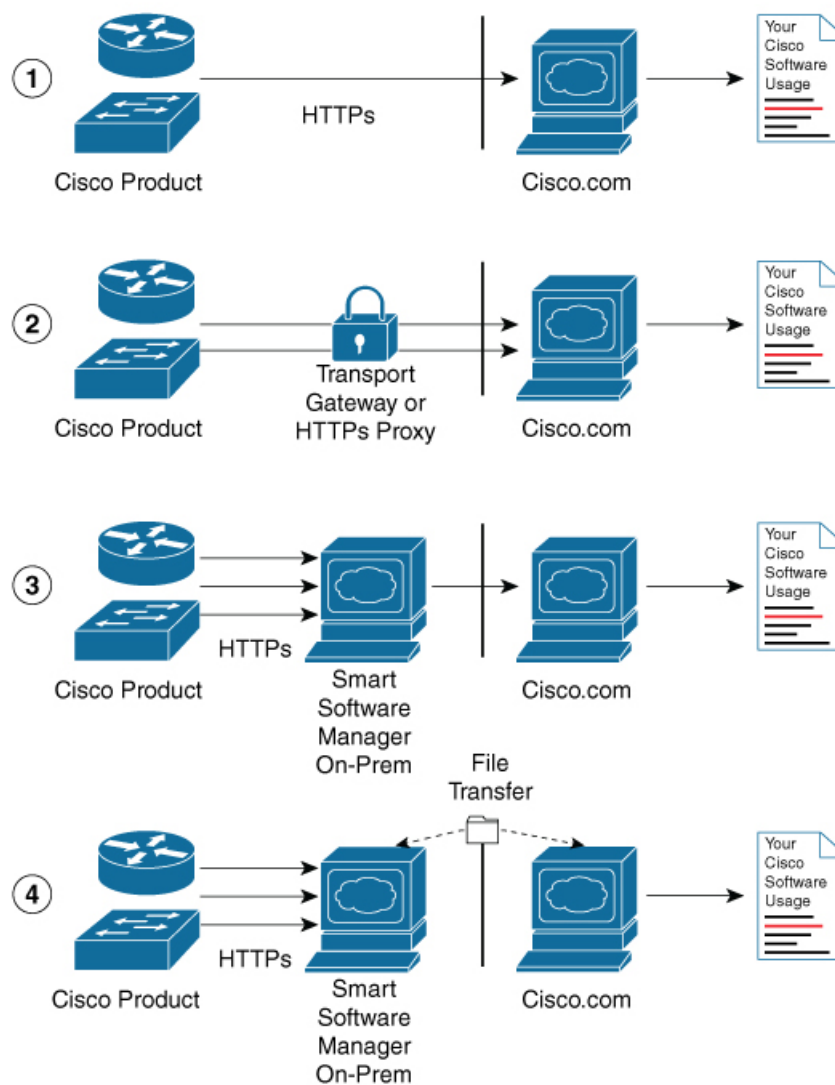 1
HTTPs
Cisco Product
Cisco.com
Your
Cisco
Software
Usage
2
Transport
Gateway or
HTTPs Proxy
Cisco Product
Cisco.com
Your
Cisco
Software
Usage
3
HTTPs
Cisco Product
Smart
Software
Manager
On-Prem
Cisco.com
Your
Cisco
Software
Usage
File
Transfer
4
HTTPs
Cisco Product
Smart
Software
Manager
On-Prem
Cisco.com
Your
Cisco
Software
Usage